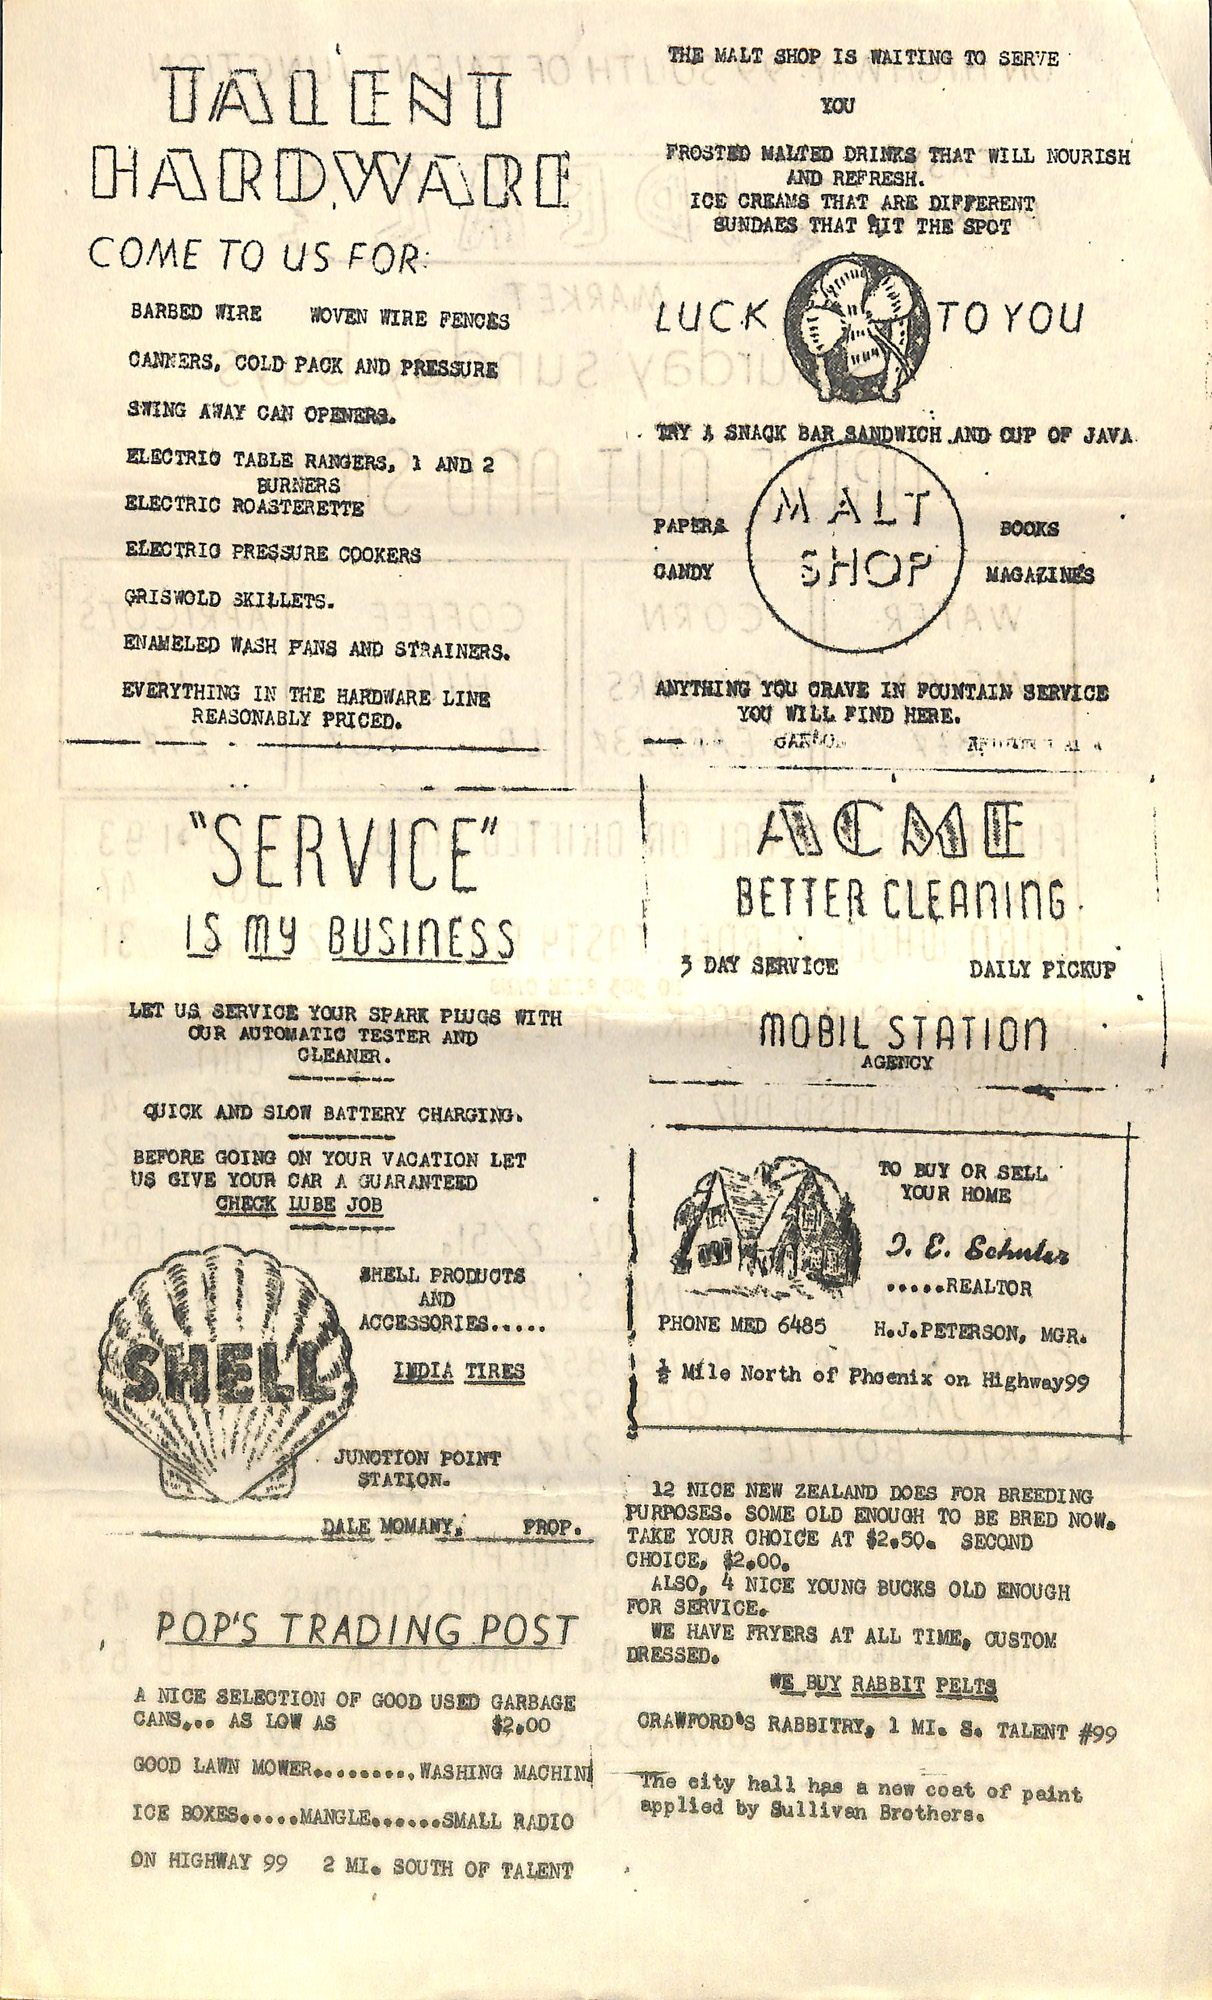 TALENT
HARDWARE
COME TO US FOR:
BARBED WIRE WOVEN WIRE FENCES
CANNERS, COLD PACK AND PRESSURE
SWING AWAY CAN OPENERS.
ELECTRIC TABLE RANGERS, 1 AND 2
BURNERS
ELECTRIC ROASTERETTE
ELECTRIC PRESSURE COOKERS
GRISWOLD SKILLETS.
ENAMELED WASH PANS AND STRAINERS.
EVERYTHING IN THE HARDWARE LINE
REASONABLY PRICED.
"SERVICE"
IS MY BUSINESS
LET US SERVICE YOUR SPARK PLUGS WITH
OUR AUTOMATIC TESTER AND
CLEANER.
QUICK AND SLOW BATTERY CHARGING.
BEFORE GOING ON YOUR VACATION LET
US GIVE YOUR CAR A GUARANTEED
CHECK LUBE JOB
SHELL PRODUCTS
AND
ACCESSORIES.....
SHELL
INDIA TIRES
JUNCTION POINT
STATION.
DALE MOMANY, PROP.
POP'S TRADING POST
A NICE SELECTION OF GOOD USED GARBAGE
CANS... AS LOW AS $2.00
GOOD LAWN MOWER.........WASHING MACHINE
ICE BOXES.....MANGLE......SMALL RADIO
ON HIGHWAY 99 2 MI. SOUTH OF TALENT
THE MALT SHOP IS WAITING TO SERVE
YOU
FROSTED MALTED DRINKS THAT WILL NOURISH
AND REFRESH.
ICE CREAMS THAT ARE DIFFERENT
SUNDAES THAT HIT THE SPOT
LUCK TO YOU
TRY A SNACK BAR SANDWICH AND CUP OF JAVA
MALT
SHOP
PAPERS BOOKS
CANDY MAGAZINES
ANYTHING YOU CRAVE IN FOUNTAIN SERVICE
YOU WILL FIND HERE.
ACME
BETTER CLEANING
3 DAY SERVICE DAILY PICKUP
MOBIL STATION
AGENCY
TO BUY OR SELL
YOUR HOME
I. E. Schuler
.....REALTOR
PHONE MED 6485 H.J.PETERSON, MGR.
½ Mile North of Phoenix on Highway99
12 NICE NEW ZEALAND DOES FOR BREEDING
PURPOSES. SOME OLD ENOUGH TO BE BRED NOW.
TAKE YOUR CHOICE AT $2.50. SECOND
CHOICE, $2.00.
ALSO, 4 NICE YOUNG BUCKS OLD ENOUGH
FOR SERVICE.
WE HAVE FRYERS AT ALL TIME, CUSTOM
DRESSED.
WE BUY RABBIT PELTS
CRAWFORD'S RABBITRY, 1 MI. S. TALENT #99
The city hall has a new coat of paint
applied by Sullivan Brothers.